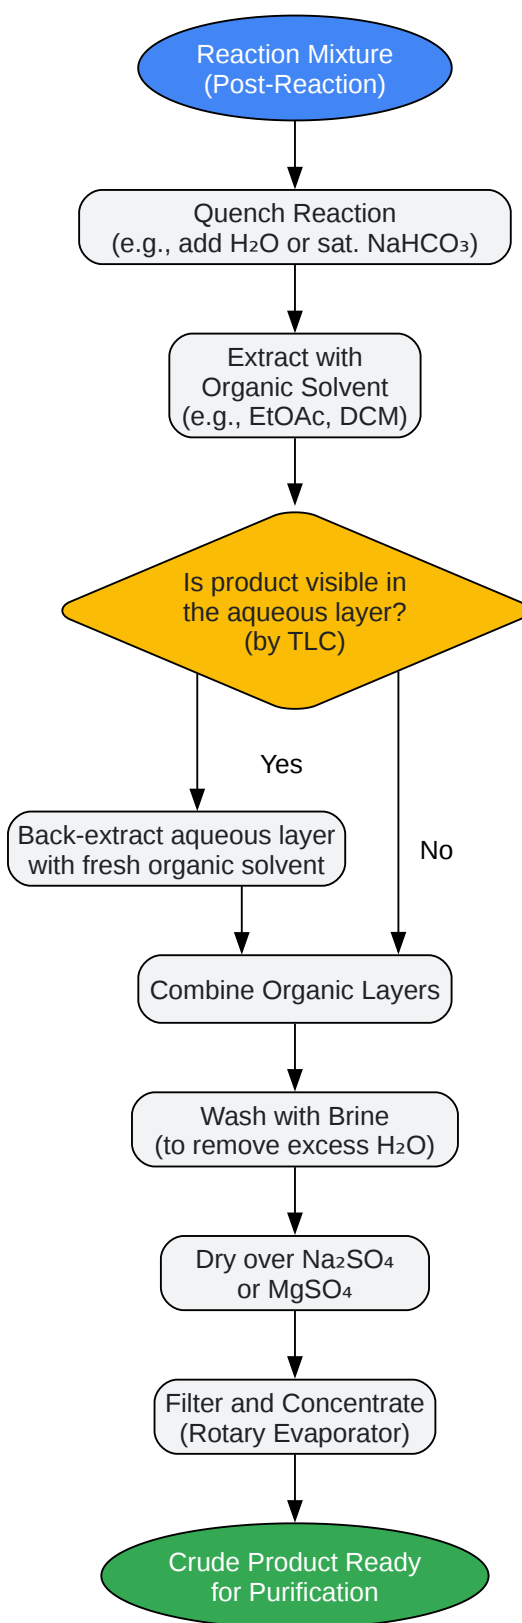 Reaction Mixture
(Post-Reaction)
Quench Reaction
(e.g., add H₂O or sat. NaHCO₃)
Extract with
Organic Solvent
(e.g., EtOAc, DCM)
Is product visible in
the aqueous layer?
(by TLC)
Yes
Back-extract aqueous layer
with fresh organic solvent
No
Combine Organic Layers
Wash with Brine
(to remove excess H₂O)
Dry over Na₂SO₄
or MgSO₄
Filter and Concentrate
(Rotary Evaporator)
Crude Product Ready
for Purification